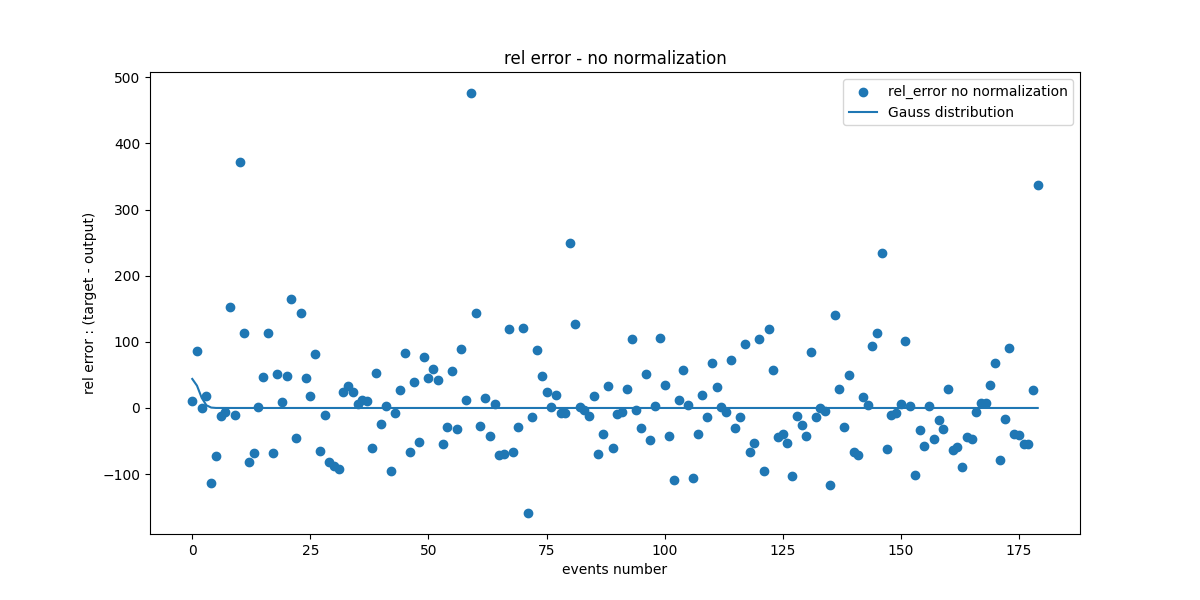 rel error - no normalization
rel_error no normalization
Gauss distribution
rel error : (target - output)
500
400
300
200
100
0
−100
0 25 50 75 100 125 150 175
events number